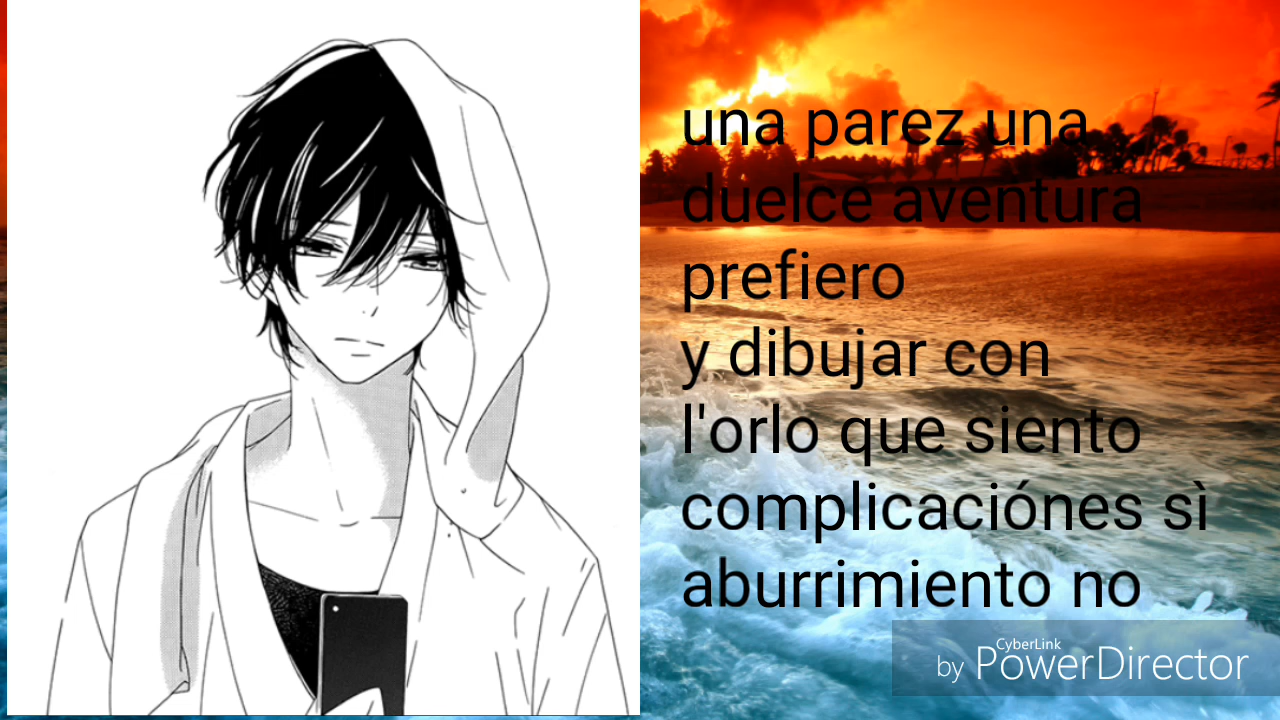 una parez una
duelce aventura
prefiero
y dibujar con
l'orlo que siento
complicaciónes sì
aburrimiento no
CyberLink
by PowerDirector